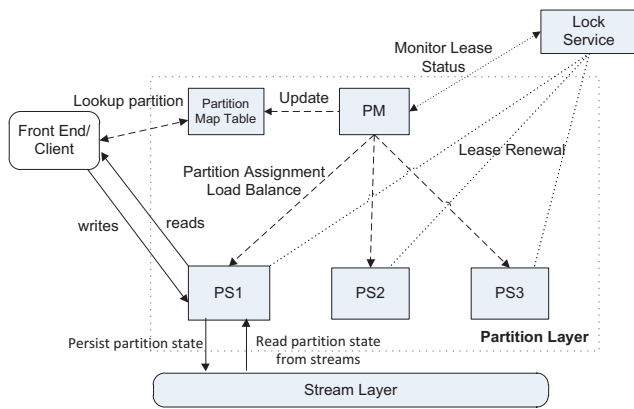 Lock
Service
Monitor Lease
Status
Lookup partition
Partition
Map Table
Update
PM
Front End/
Client
Lease Renewal
Partition Assignment
Load Balance
writes
reads
PS1
PS2
PS3
Partition Layer
Persist partition state
Read partition state
from streams
Stream Layer